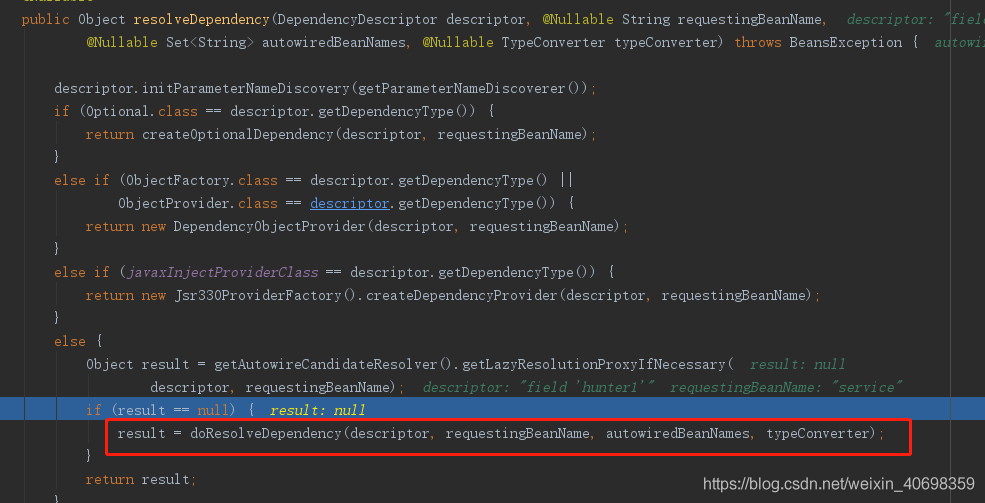 public Object resolveDependency(DependencyDescriptor descriptor, @Nullable String requestingBeanName,  descriptor: "field
@Nullable Set<String> autowiredBeanNames, @Nullable TypeConverter typeConverter) throws BeansException {
descriptor.initParameterNameDiscovery(getParameterNameDiscoverer());
if (Optional.class == descriptor.getDependencyType()) {
return createOptionalDependency(descriptor, requestingBeanName);
}
else if (ObjectFactory.class == descriptor.getDependencyType() ||
ObjectProvider.class == descriptor.getDependencyType()) {
return new DependencyObjectProvider(descriptor, requestingBeanName);
}
else if (javaxInjectProviderClass == descriptor.getDependencyType()) {
return new Jsr330ProviderFactory().createDependencyProvider(descriptor, requestingBeanName);
}
else {
Object result = getAutowireCandidateResolver().getLazyResolutionProxyIfNecessary(  result: null
descriptor, requestingBeanName);  descriptor: "field 'hunter1'"  requestingBeanName: "service"
if (result == null) {  result: null
result = doResolveDependency(descriptor, requestingBeanName, autowiredBeanNames, typeConverter);
}
return result;
https://blog.csdn.net/weixin_40698359